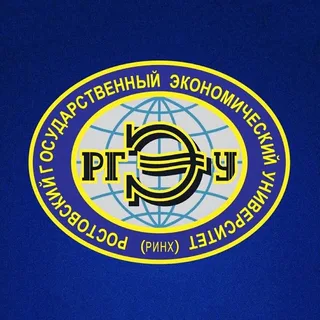 РОСТОВСКИЙ ГОСУДАРСТВЕННЫЙ ЭКОНОМИЧЕСКИЙ УНИВЕРСИТЕТ
РГЭУ
(РИНХ)